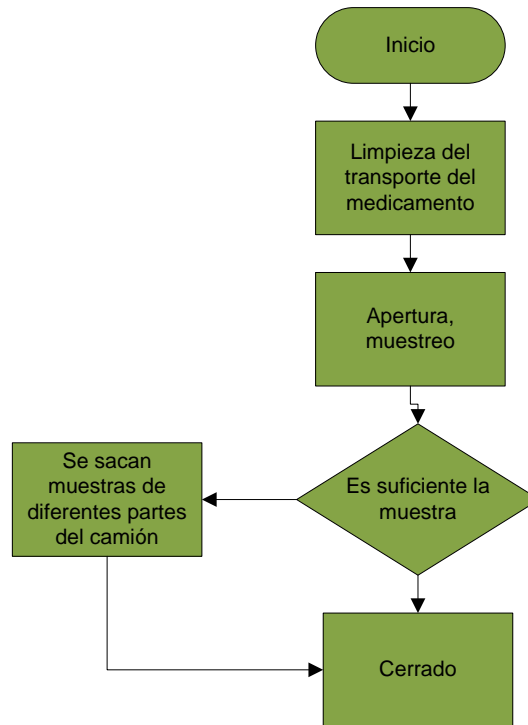 Inicio
Limpieza del
transporte del
medicamento
Apertura,
muestreo
Es suficiente la
muestra
Se sacan
muestras de
diferentes partes
del camión
Cerrado